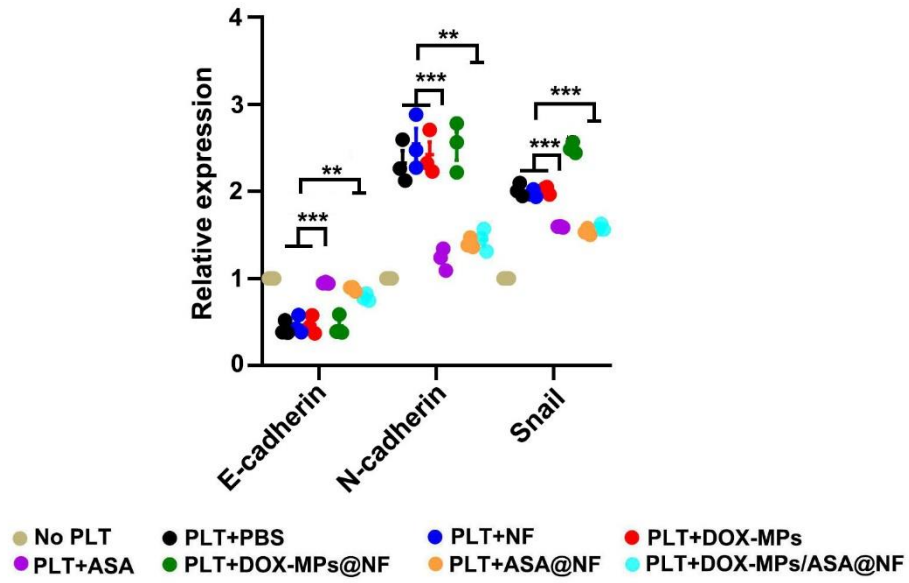 4
3
2
1
0
Relative expression
**
***
**
***
***
***
E-cadherin
N-cadherin
Snail
No PLT
PLT+PBS
PLT+NF
PLT+DOX-MPs
PLT+ASA
PLT+DOX-MPs@NF
PLT+ASA@NF
PLT+DOX-MPs/ASA@NF